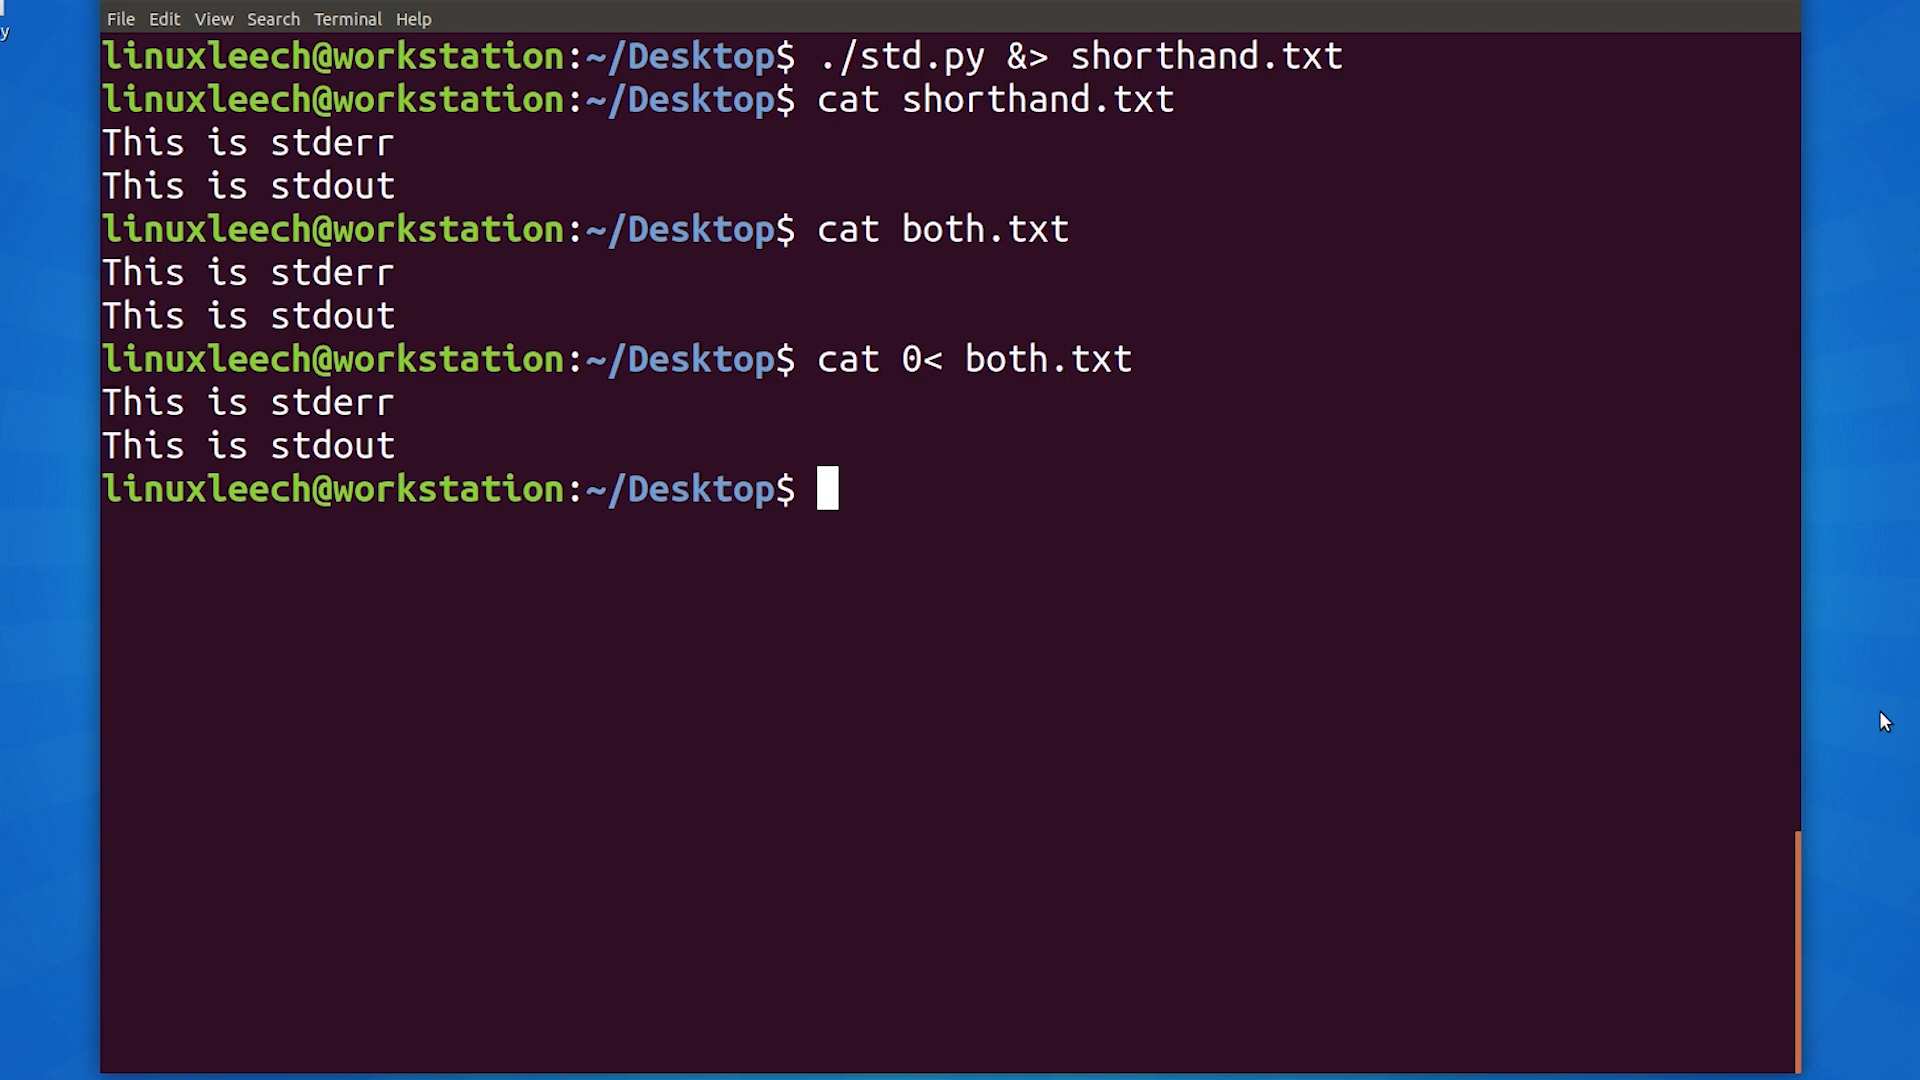 File Edit View Search Terminal Help
y
linuxleech@workstation:~/Desktop$ ./std.py &> shorthand.txt
linuxleech@workstation:~/Desktop$ cat shorthand.txt
This is stderr
This is stdout
linuxleech@workstation:~/Desktop$ cat both.txt
This is stderr
This is stdout
linuxleech@workstation:~/Desktop$ cat 0< both.txt
This is stderr
This is stdout
linuxleech@workstation:~/Desktop$